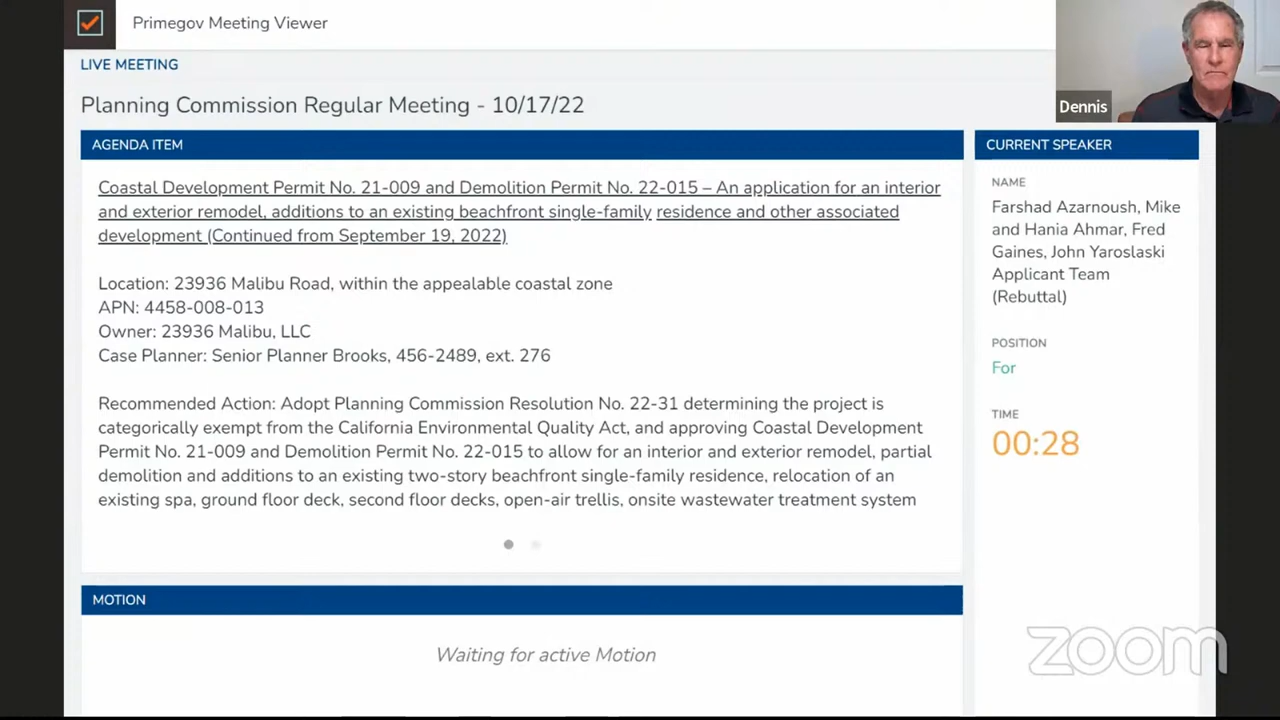 Primegov Meeting Viewer
LIVE MEETING
Planning Commission Regular Meeting - 10/17/22
Dennis
AGENDA ITEM
Coastal Development Permit No. 21-009 and Demolition Permit No. 22-015 – An application for an interior
and exterior remodel, additions to an existing beachfront single-family residence and other associated
development (Continued from September 19, 2022)
Location: 23936 Malibu Road, within the appealable coastal zone
APN: 4458-008-013
Owner: 23936 Malibu, LLC
Case Planner: Senior Planner Brooks, 456-2489, ext. 276
Recommended Action: Adopt Planning Commission Resolution No. 22-31 determining the project is
categorically exempt from the California Environmental Quality Act, and approving Coastal Development
Permit No. 21-009 and Demolition Permit No. 22-015 to allow for an interior and exterior remodel, partial
demolition and additions to an existing two-story beachfront single-family residence, relocation of an
existing spa, ground floor deck, second floor decks, open-air trellis, onsite wastewater treatment system
CURRENT SPEAKER
NAME
Farshad Azarnoush, Mike
and Hania Ahmar, Fred
Gaines, John Yaroslaski
Applicant Team
(Rebuttal)
POSITION
For
TIME
00:28
MOTION
Waiting for active Motion
zoom